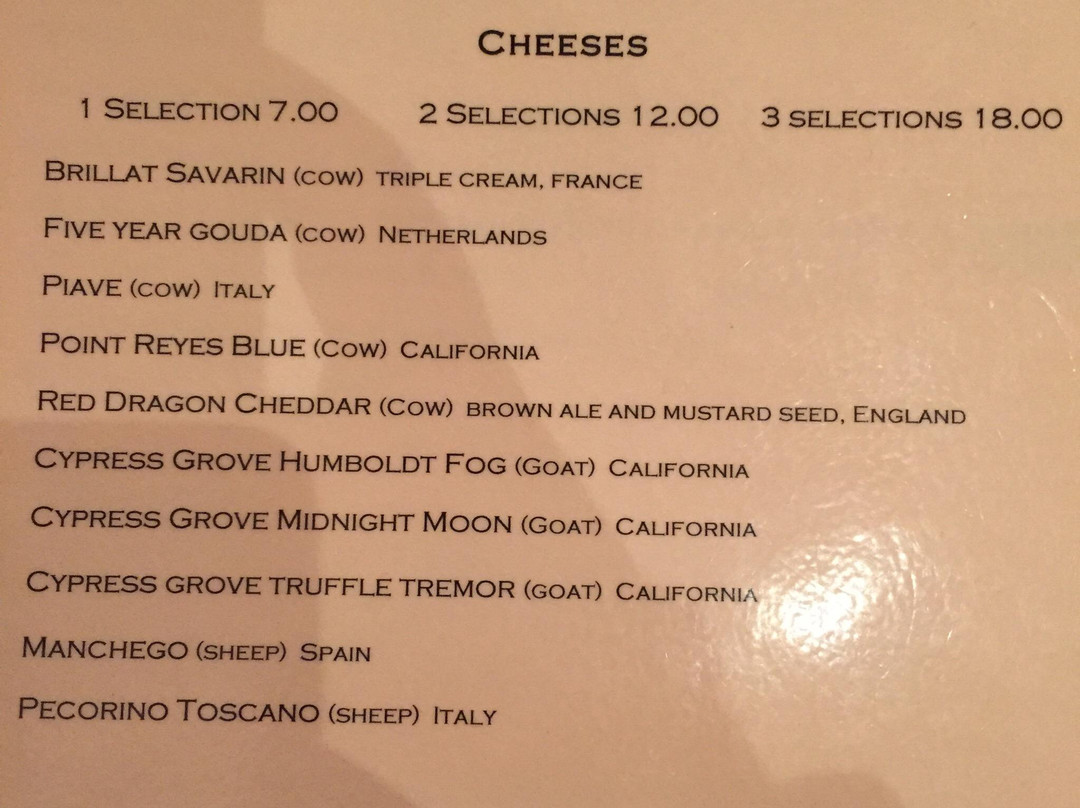 CHEESES
1 SELECTION 7.00 2 SELECTIONS 12.00 3 SELECTIONS 18.00
BRILLAT SAVARIN (COW) TRIPLE CREAM, FRANCE
FIVE YEAR GOUDA (COW) NETHERLANDS
PIAVE (COW) ITALY
POINT REYES BLUE (COW) CALIFORNIA
RED DRAGON CHEDDAR (COW) BROWN ALE AND MUSTARD SEED, ENGLAND
CYPRESS GROVE HUMBOLDT FOG (GOAT) CALIFORNIA
CYPRESS GROVE MIDNIGHT MOON (GOAT) CALIFORNIA
CYPRESS GROVE TRUFFLE TREMOR (GOAT) CALIFORNIA
MANCHEGO (SHEEP) SPAIN
PECORINO TOSCANO (SHEEP) ITALY